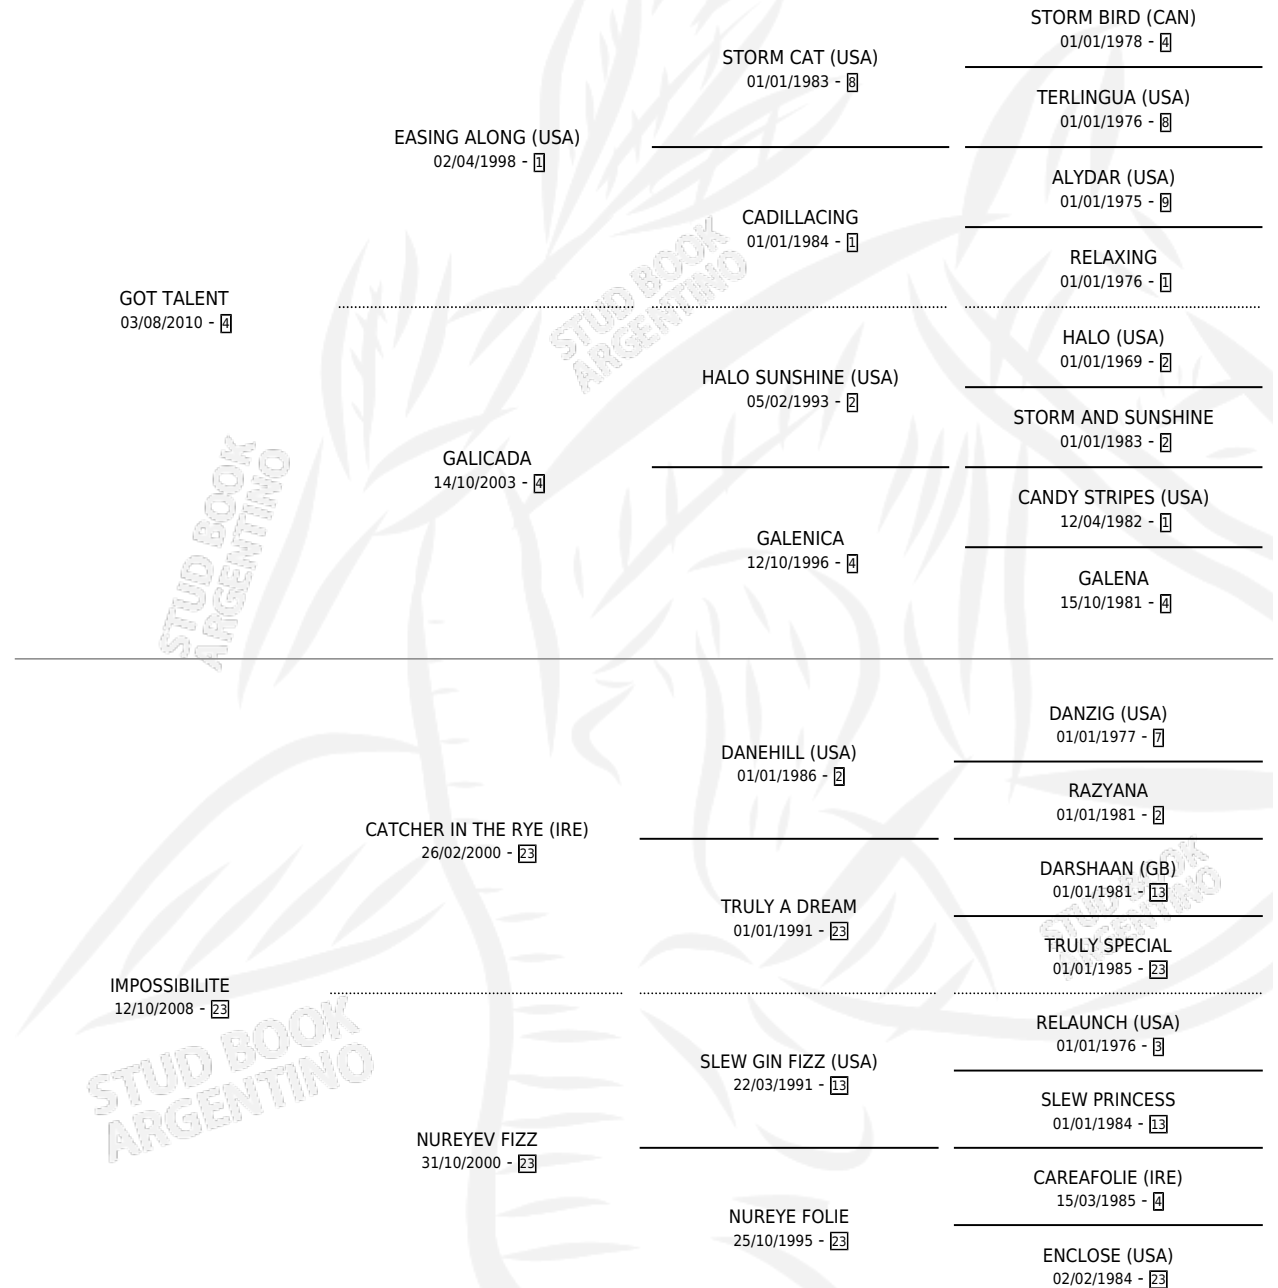 STORM BIRD (CAN)
01/01/1978 - 4
STORM CAT (USA)
01/01/1983 - 8
TERLINGUA (USA)
01/01/1976 - 8
EASING ALONG (USA)
02/04/1998 - 1
ALYDAR (USA)
01/01/1975 - 9
CADILLACING
01/01/1984 - 1
RELAXING
01/01/1976 - 1
GOT TALENT
03/08/2010 - 4
HALO (USA)
01/01/1969 - 2
HALO SUNSHINE (USA)
05/02/1993 - 2
STORM AND SUNSHINE
01/01/1983 - 2
GALICADA
14/10/2003 - 4
CANDY STRIPES (USA)
12/04/1982 - 1
GALENICA
12/10/1996 - 4
GALENA
15/10/1981 - 4
STUD BOOK
ARGENTINO
STUD BOOK
ARGENTINO
DANZIG (USA)
01/01/1977 - 7
DANEHILL (USA)
01/01/1986 - 2
RAZYANA
01/01/1981 - 2
CATCHER IN THE RYE (IRE)
26/02/2000 - 23
DARSHAAN (GB)
01/01/1981 - 13
TRULY A DREAM
01/01/1991 - 23
TRULY SPECIAL
01/01/1985 - 23
STUD BOOK
ARGENTINO
IMPOSSIBILITE
12/10/2008 - 23
RELAUNCH (USA)
01/01/1976 - 3
SLEW GIN FIZZ (USA)
22/03/1991 - 13
SLEW PRINCESS
01/01/1984 - 13
STUD BOOK
ARGENTINO
NUREYEV FIZZ
31/10/2000 - 23
CAREAFOLIE (IRE)
15/03/1985 - 4
NUREYE FOLIE
25/10/1995 - 23
ENCLOSE (USA)
02/02/1984 - 23